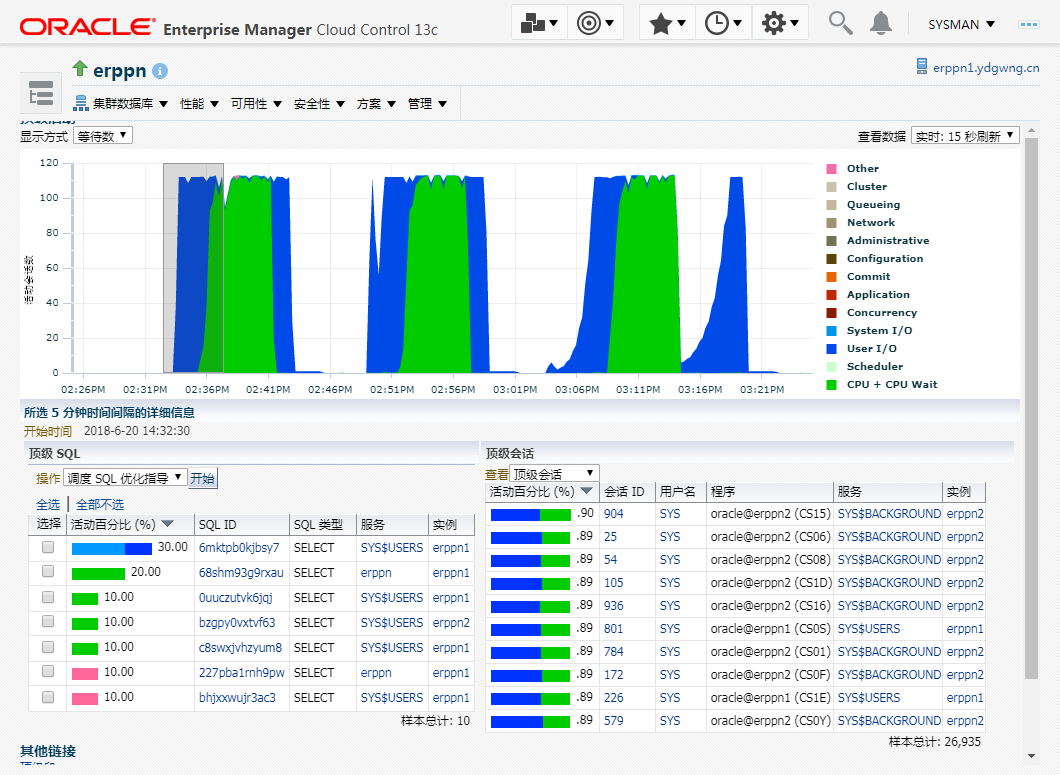 ORACLE Enterprise Manager Cloud Control 13c SYSMAN
erppn erppn1.ydgwng.cn
集群数据库 性能 可用性 安全性 方案 管理
顶级活动
显示方式 等待数 查看数据 实时: 15 秒刷新
120
100
80
60
40
20
0
活动会话数
02:26PM 02:31PM 02:36PM 02:41PM 02:46PM 02:51PM 02:56PM 03:01PM 03:06PM 03:11PM 03:16PM 03:21PM
Other
Cluster
Queueing
Network
Administrative
Configuration
Commit
Application
Concurrency
System I/O
User I/O
Scheduler
CPU + CPU Wait
所选 5 分钟时间间隔的详细信息
开始时间 2018-6-20 14:32:30
顶级 SQL
操作 调度 SQL 优化指导 开始
全选 全部不选
选择 活动百分比 (%) SQL ID SQL 类型 服务 实例
30.00 6mktpb0kjbsy7 SELECT SYS$USERS erppn1
20.00 68shm93g9rxau SELECT erppn erppn1
10.00 0uuczutvk6jqj SELECT SYS$USERS erppn1
10.00 bzgpy0vxtvf63 SELECT SYS$USERS erppn2
10.00 c8swxjvhzyum8 SELECT SYS$USERS erppn1
10.00 227pba1rnh9pw SELECT erppn erppn1
10.00 bhjxxwujr3ac3 SELECT SYS$USERS erppn1
样本总计: 10
顶级会话
查看 顶级会话
活动百分比 (%) 会话 ID 用户名 程序 服务 实例
.90 904 SYS oracle@erppn2 (CS15) SYS$BACKGROUND erppn2
.89 25 SYS oracle@erppn2 (CS06) SYS$BACKGROUND erppn2
.89 54 SYS oracle@erppn2 (CS08) SYS$BACKGROUND erppn2
.89 105 SYS oracle@erppn2 (CS1D) SYS$BACKGROUND erppn2
.89 936 SYS oracle@erppn2 (CS16) SYS$BACKGROUND erppn2
.89 801 SYS oracle@erppn1 (CS0S) SYS$USERS erppn1
.89 784 SYS oracle@erppn2 (CS01) SYS$BACKGROUND erppn2
.89 172 SYS oracle@erppn2 (CS0F) SYS$BACKGROUND erppn2
.89 226 SYS oracle@erppn1 (CS1E) SYS$USERS erppn1
.89 579 SYS oracle@erppn2 (CS0Y) SYS$BACKGROUND erppn2
样本总计: 26,935
其他链接